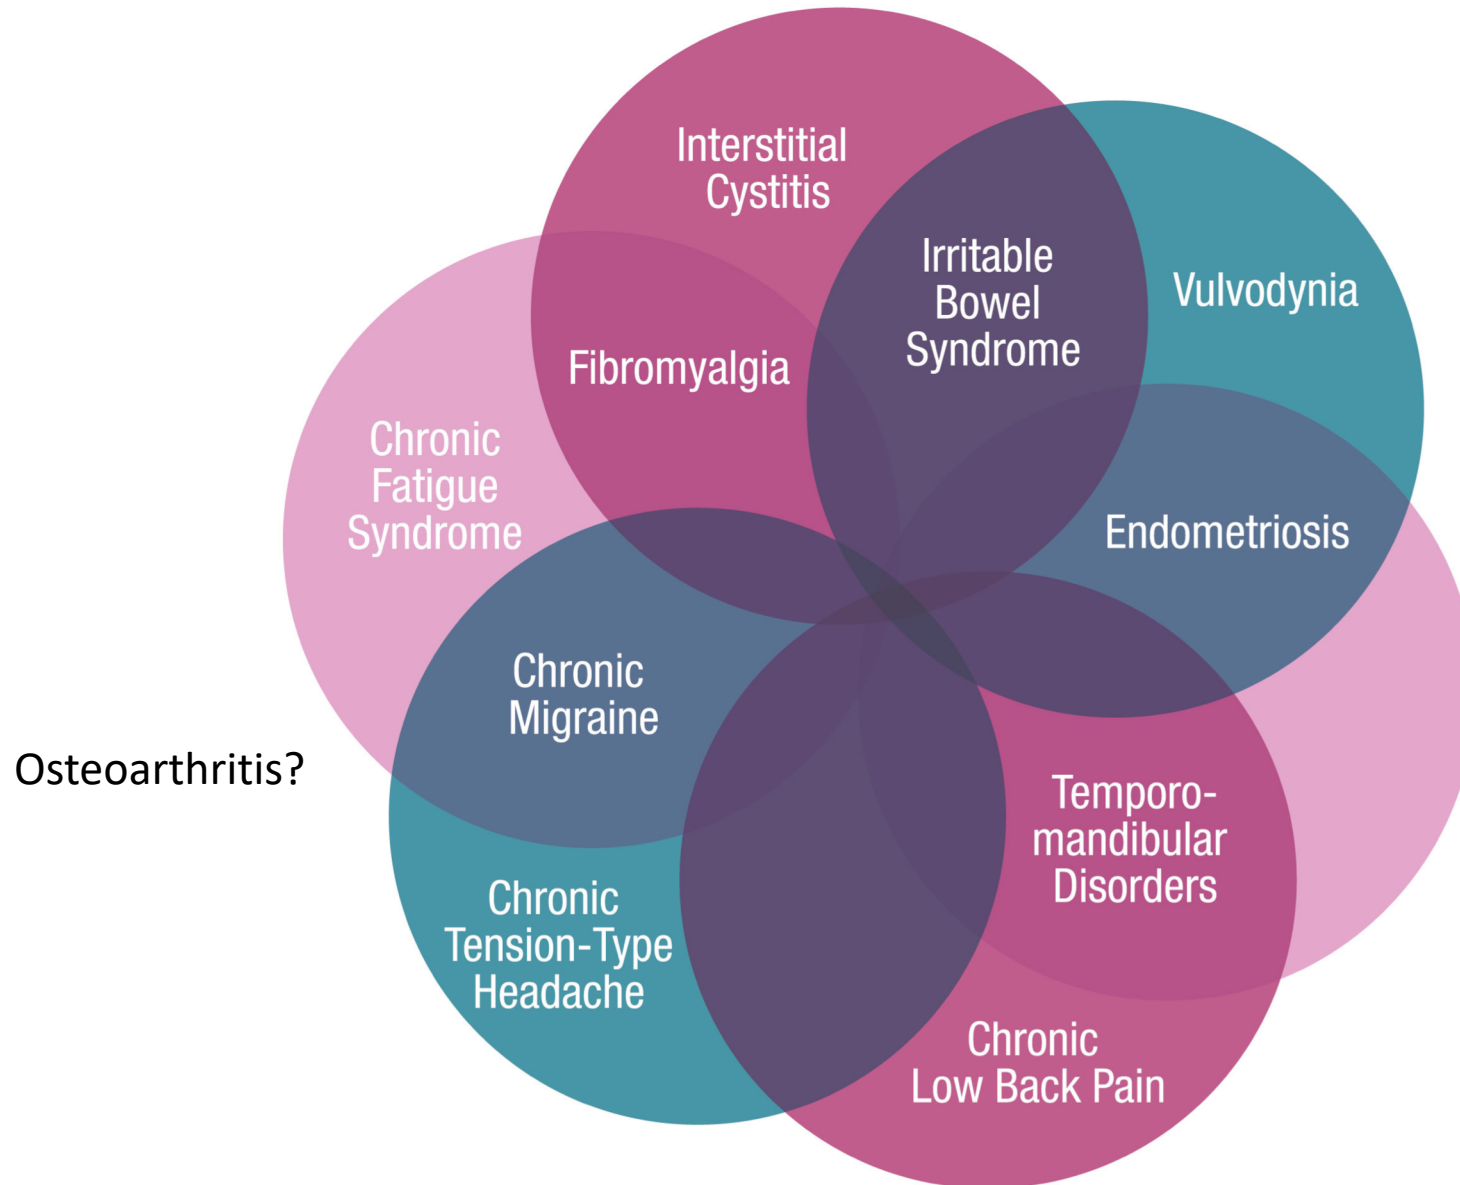 Interstitial
Cystitis
Irritable
Bowel
Syndrome
Vulvodynia
Fibromyalgia
Chronic
Fatigue
Syndrome
Endometriosis
Chronic
Migraine
Osteoarthritis?
Temporo-
mandibular
Disorders
Chronic
Tension-Type
Headache
Chronic
Low Back Pain